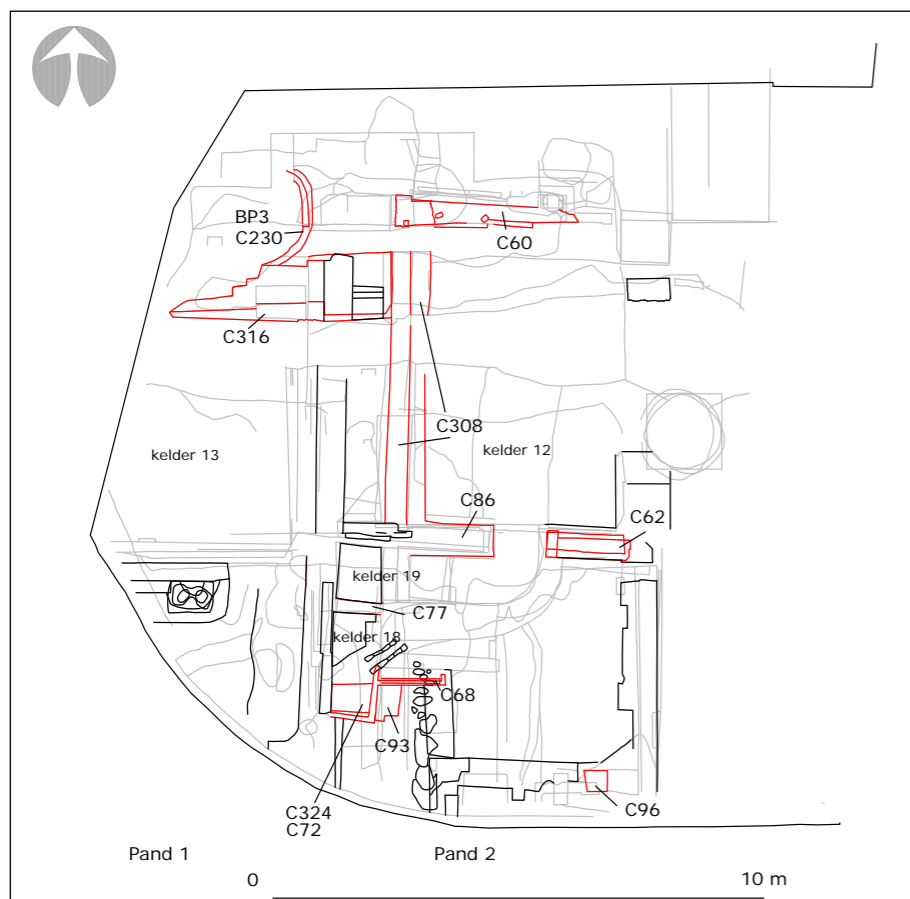 BP3
C230
C60
C316
C308
kelder 13
kelder 12
C86
C62
kelder 19
C77
kelder 18
C68
C93
C324
C72
C96
Pand 1
Pand 2
0
10 m